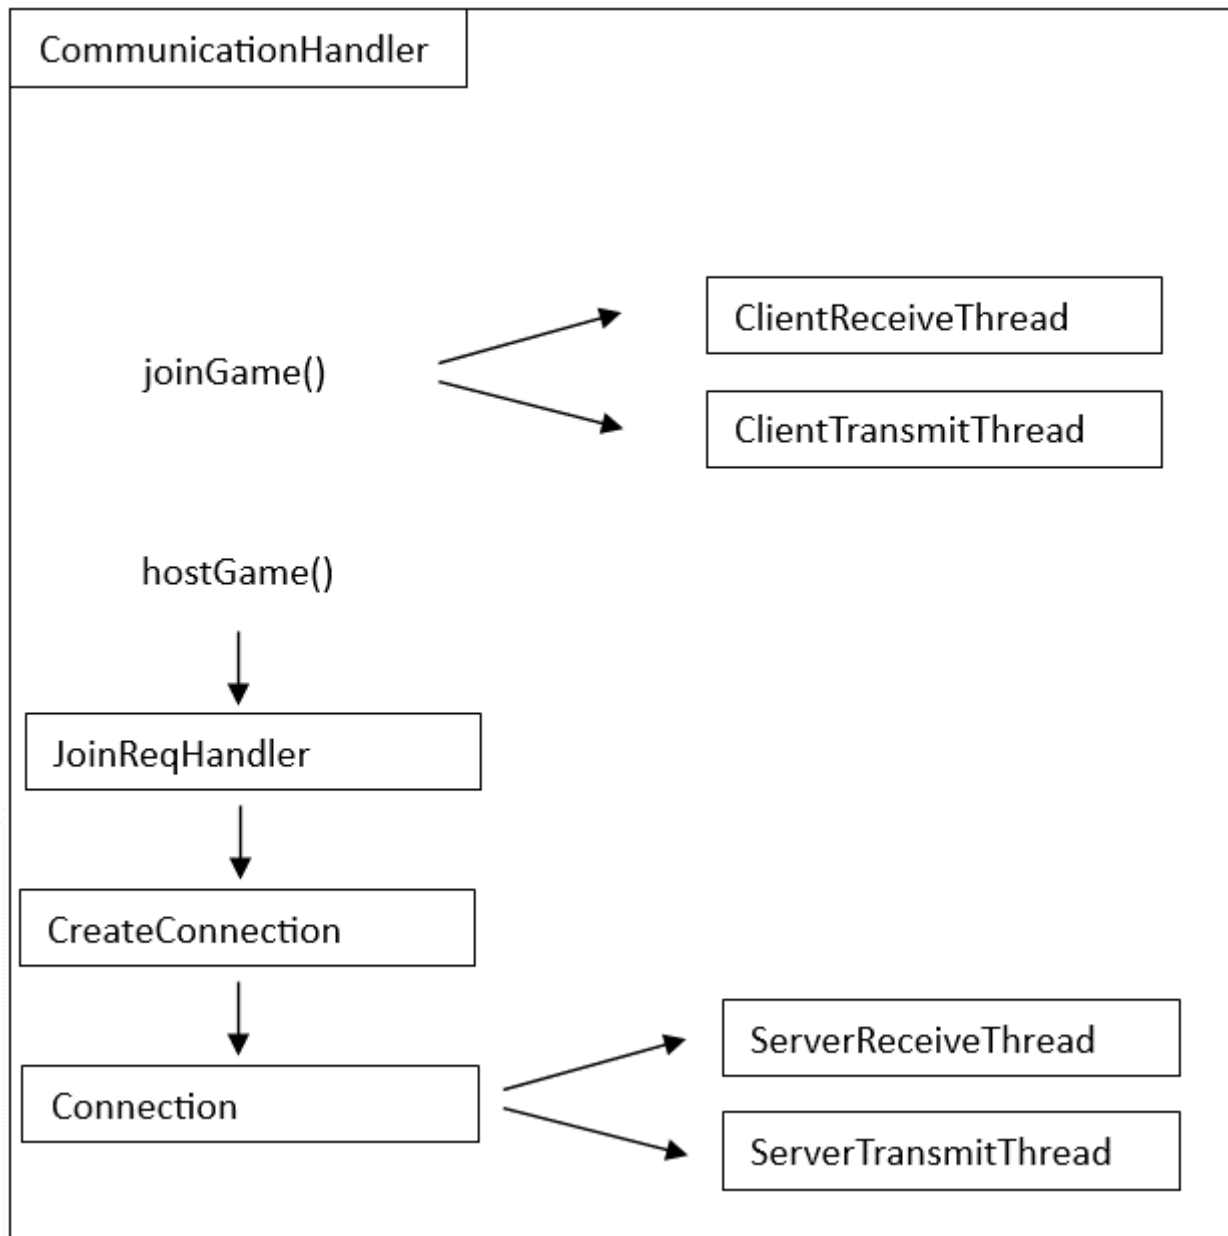 CommunicationHandler
ClientReceiveThread
joinGame()
ClientTransmitThread
hostGame()
JoinReqHandler
CreateConnection
ServerReceiveThread
Connection
ServerTransmitThread